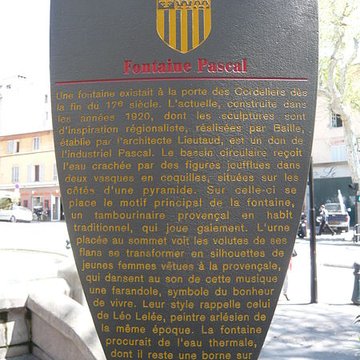 Fontaine Pascal
Une fontaine existait à la porte des Cordeliers dès
la fin du 17e siècle. L'actuelle, construite dans
les années 1920, dont les sculptures sont
d'inspiration régionaliste, réalisées par Baille,
établie par l'architecte Lieutaud, est un don de
l'industriel Pascal. Le bassin circulaire reçoit
l'eau crachée par des figures joufflues dans
deux vasques en coquilles, situées sur les
côtés d'une pyramide. Sur celle-ci se
place le motif principal de la fontaine,
un tambourinaire provençal en habit
traditionnel, qui joue gaiement. L'urne
placée au sommet voit les volutes de ses
flans se transformer en silhouettes de
jeunes femmes vêtues à la provençale,
qui dansent au son de cette musique
une farandole, symbole du bonheur
de vivre. Leur style rappelle celui
de Léo Lelée, peintre arlésien de
la même époque. La fontaine
procurait de l'eau thermale,
dont il reste une borne sur